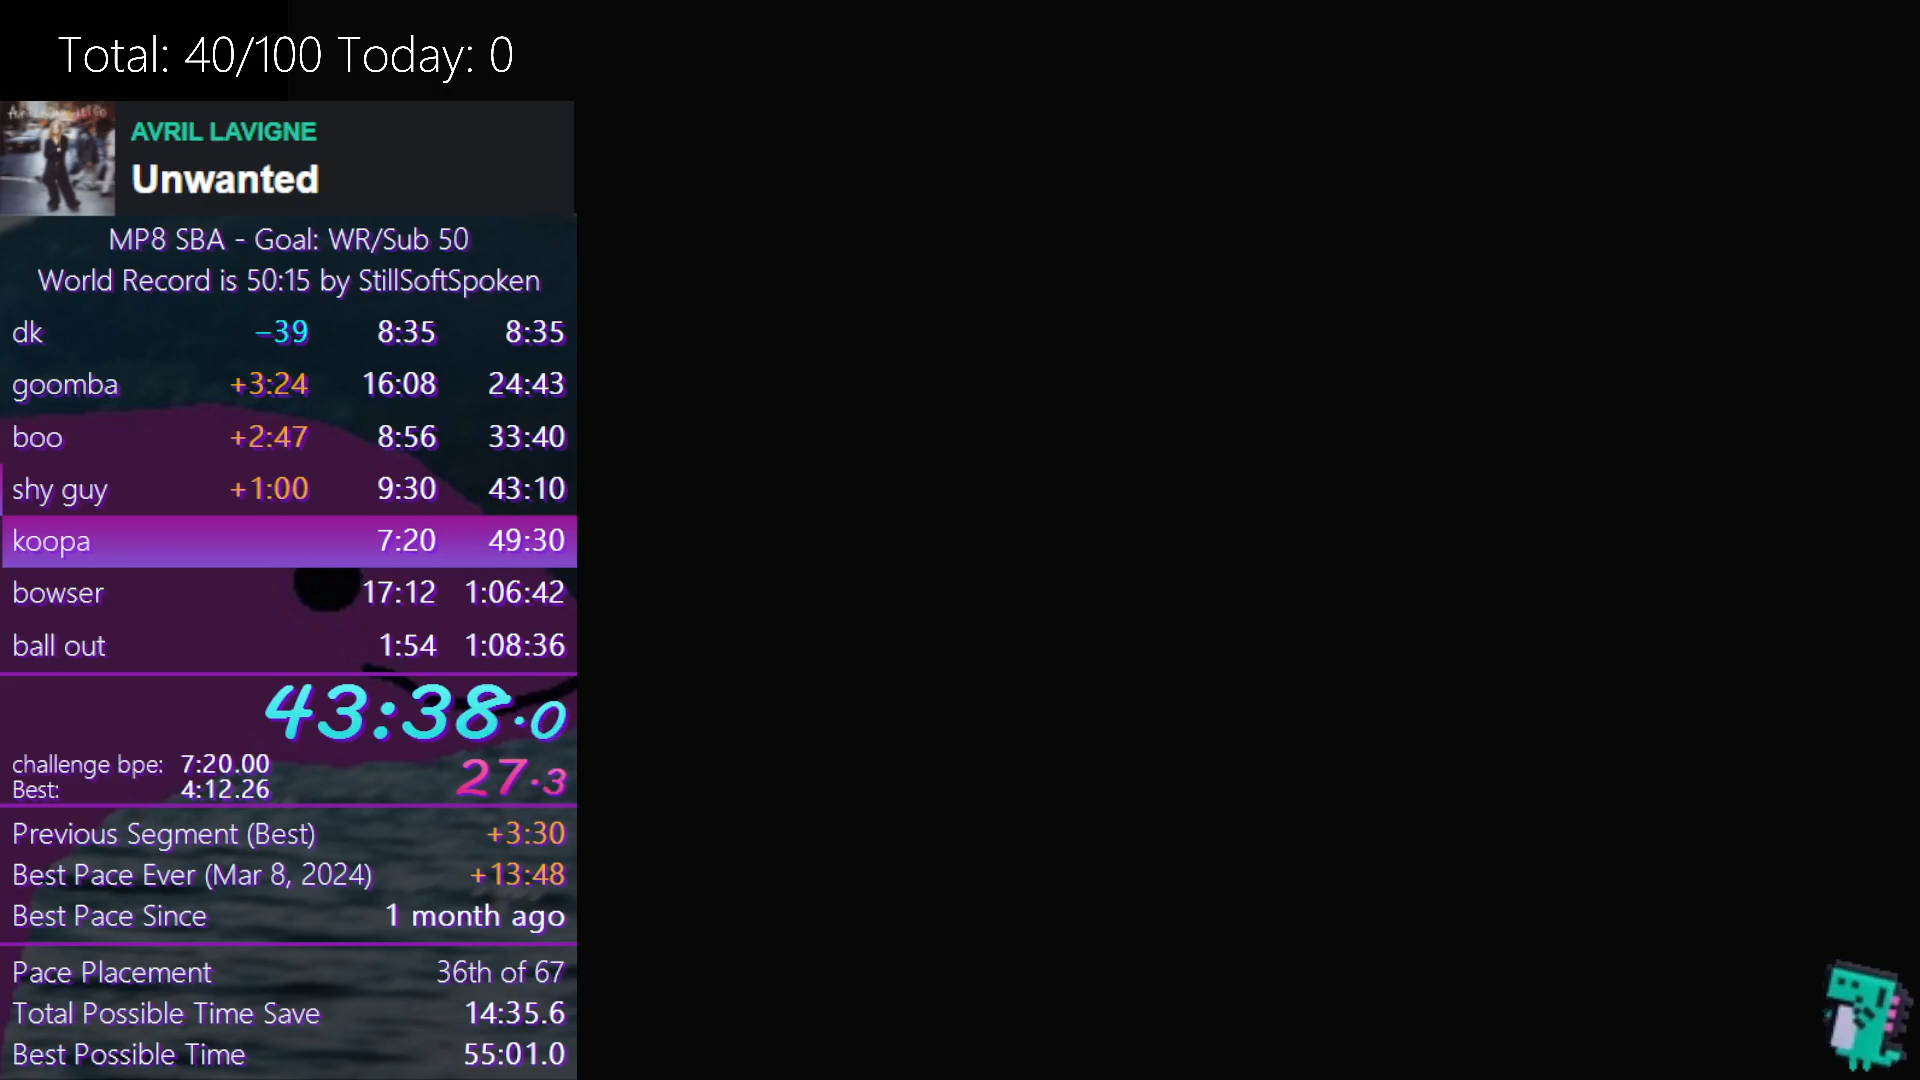 Total: 40/100 Today: 0
AVRIL LAVIGNE
Unwanted
MP8 SBA - Goal: WR/Sub 50
World Record is 50:15 by StillSoftSpoken
dk −39 8:35 8:35
goomba +3:24 16:08 24:43
boo +2:47 8:56 33:40
shy guy +1:00 9:30 43:10
koopa 7:20 49:30
bowser 17:12 1:06:42
ball out 1:54 1:08:36
43:38.0
challenge bpe: 7:20.00
Best: 4:12.26
27.3
Previous Segment (Best) +3:30
Best Pace Ever (Mar 8, 2024) +13:48
Best Pace Since 1 month ago
Pace Placement 36th of 67
Total Possible Time Save 14:35.6
Best Possible Time 55:01.0